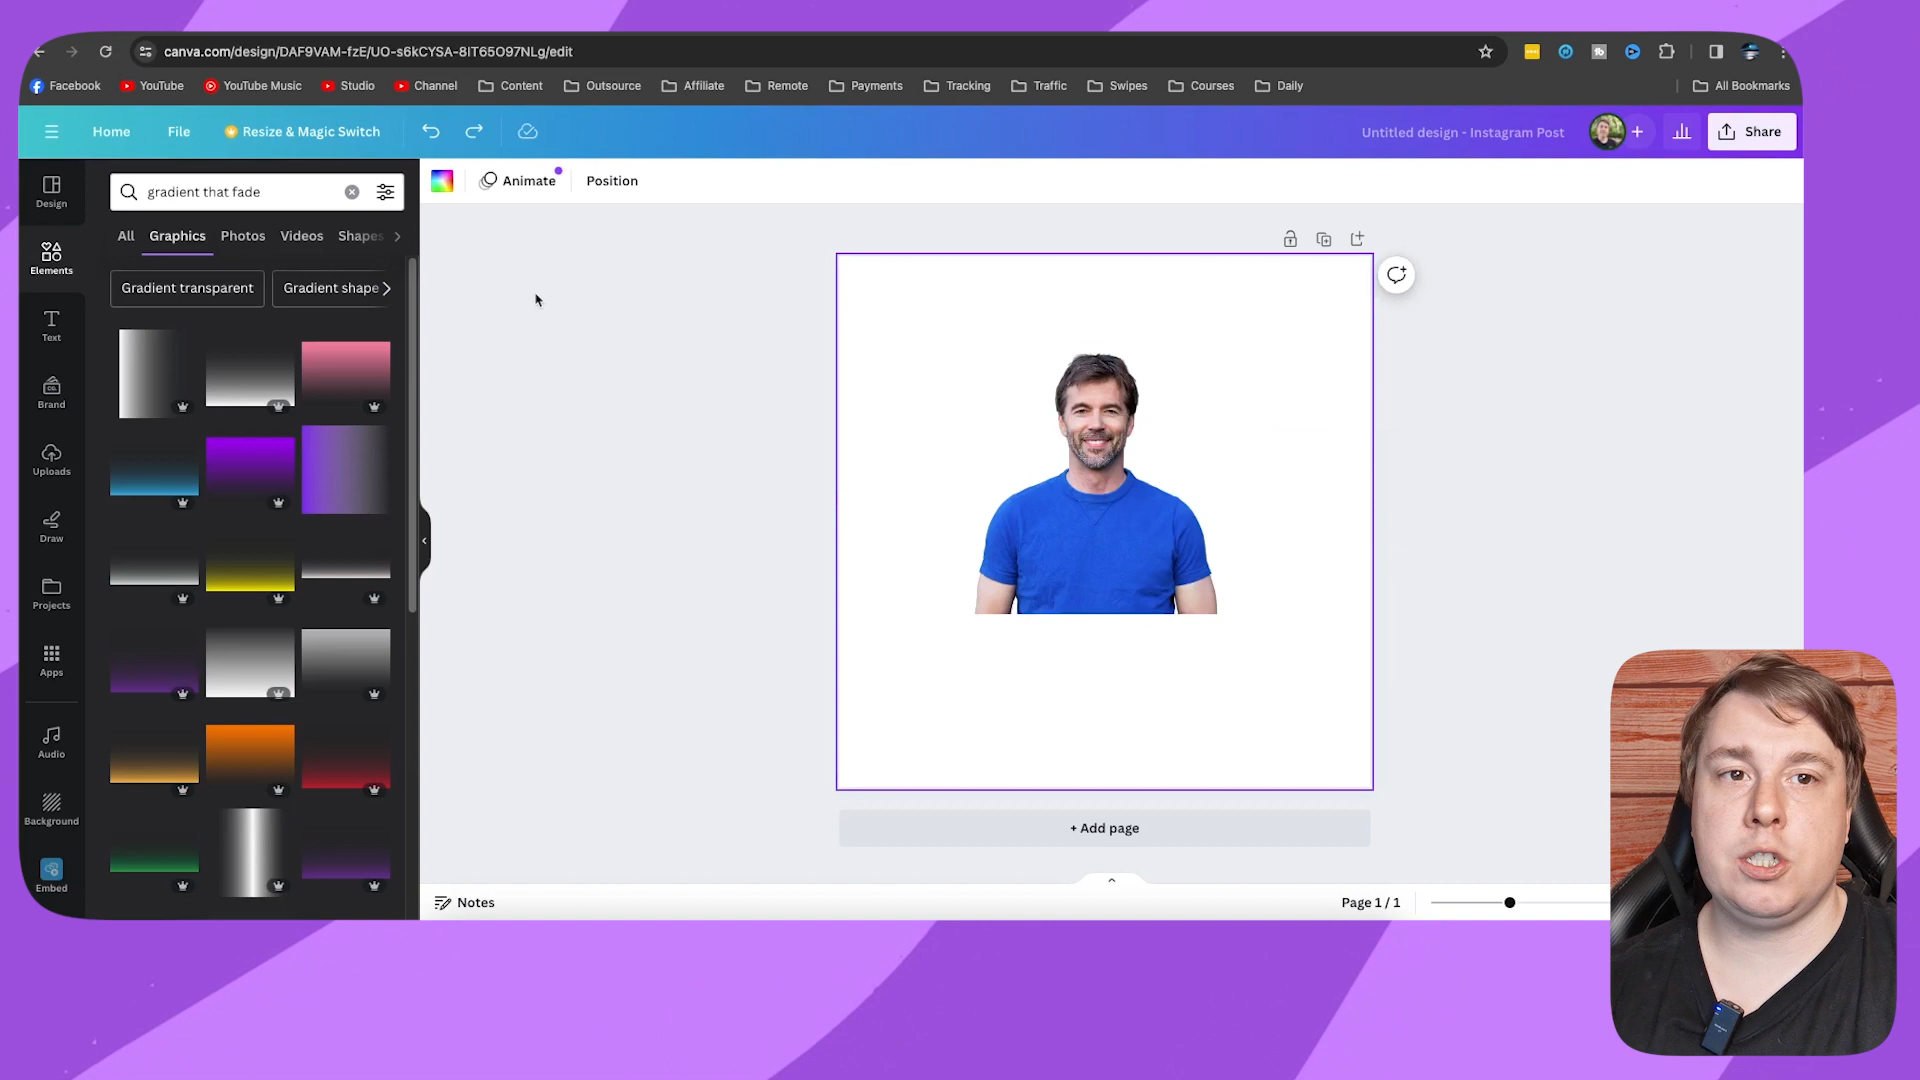 canva.com/design/DAF9VAM-fzE/UO-s6kCYSA-8IT65O97NLg/edit
Facebook YouTube YouTube Music Studio Channel Content Outsource Affiliate Remote Payments Tracking Traffic Swipes Courses Daily All Bookmarks
Home File Resize & Magic Switch Untitled design - Instagram Post + Share
Design
gradient that fade
Animate Position
All Graphics Photos Videos Shapes
Elements
Gradient transparent Gradient shape
Text
Brand
Uploads
Draw
Projects
Apps
Audio
Background
Embed
+ Add page
Notes Page 1 / 1